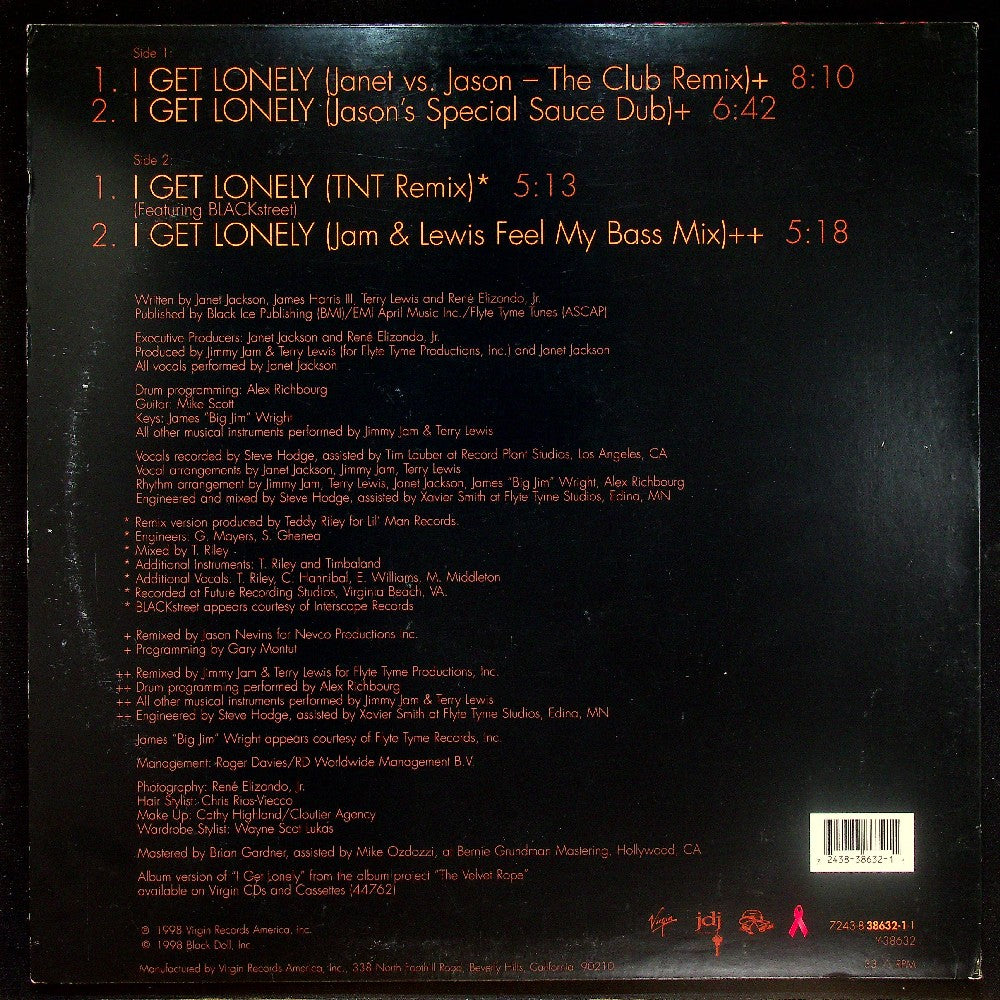 Side 1:
1. I GET LONELY (Janet vs. Jason – The Club Remix)+ 8:10
2. I GET LONELY (Jason's Special Sauce Dub)+ 6:42
Side 2:
1. I GET LONELY (TNT Remix)* 5:13
(Featuring BLACKstreet)
2. I GET LONELY (Jam & Lewis Feel My Bass Mix)++ 5:18
Written by Janet Jackson, James Harris III, Terry Lewis and René Elizondo, Jr.
Published by Black Ice Publishing (BMI)/EMI April Music Inc./Flyte Tyme Tunes (ASCAP)
Executive Producers: Janet Jackson and René Elizondo, Jr.
Produced by Jimmy Jam & Terry Lewis (for Flyte Tyme Productions, Inc.) and Janet Jackson
All vocals performed by Janet Jackson
Drum programming: Alex Richbourg
Guitar: Mike Scott
Keys: James "Big Jim" Wright
All other musical instruments performed by Jimmy Jam & Terry Lewis
Vocals recorded by Steve Hodge, assisted by Tim Lauber at Record Plant Studios, Los Angeles, CA
Vocal arrangements by Janet Jackson, Jimmy Jam, Terry Lewis
Rhythm arrangement by Jimmy Jam, Terry Lewis, Janet Jackson, James "Big Jim" Wright, Alex Richbourg
Engineered and mixed by Steve Hodge, assisted by Xavier Smith at Flyte Tyme Studios, Edina, MN
* Remix version produced by Teddy Riley for Lil' Man Records.
* Engineers: G. Mayers, S. Ghenea
* Mixed by T. Riley
* Additional Instruments: T. Riley and Timbaland
* Additional Vocals: T. Riley, C. Hannibal, E. Williams, M. Middleton
* Recorded at Future Recording Studios, Virginia Beach, VA.
* BLACKstreet appears courtesy of Interscope Records
+ Remixed by Jason Nevins for Nevco Productions Inc.
+ Programming by Gary Montut
++ Remixed by Jimmy Jam & Terry Lewis for Flyte Tyme Productions, Inc.
++ Drum programming performed by Alex Richbourg
++ All other musical instruments performed by Jimmy Jam & Terry Lewis
++ Engineered by Steve Hodge, assisted by Xavier Smith at Flyte Tyme Studios, Edina, MN
James "Big Jim" Wright appears courtesy of Flyte Tyme Records, Inc.
Management: Roger Davies/RD Worldwide Management B.V.
Photography: René Elizondo, Jr.
Hair Stylist: Chris Rios-Viecco
Make Up: Cathy Highland/Cloutier Agency
Wardrobe Stylist: Wayne Scot Lukas
Mastered by Brian Gardner, assisted by Mike Ozdozzi, at Bernie Grundman Mastering, Hollywood, CA
Album version of "I Get Lonely" from the album project "The Velvet Rope"
available on Virgin CDs and Cassettes (44762)
7 2438-38632-1
Virgin jdj
7243 8 38632-1 1
℗ 1998 Virgin Records America, Inc.
© 1998 Black Doll, Inc.
Y-38632
Manufactured by Virgin Records America, Inc., 338 North Foothill Road, Beverly Hills, California 90210
33 ⅓ RPM